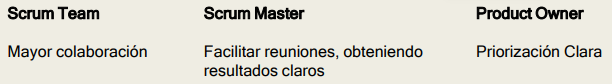 Scrum Team Scrum Master Product Owner
Mayor colaboración Facilitar reuniones, obteniendo Priorización Clara
resultados claros